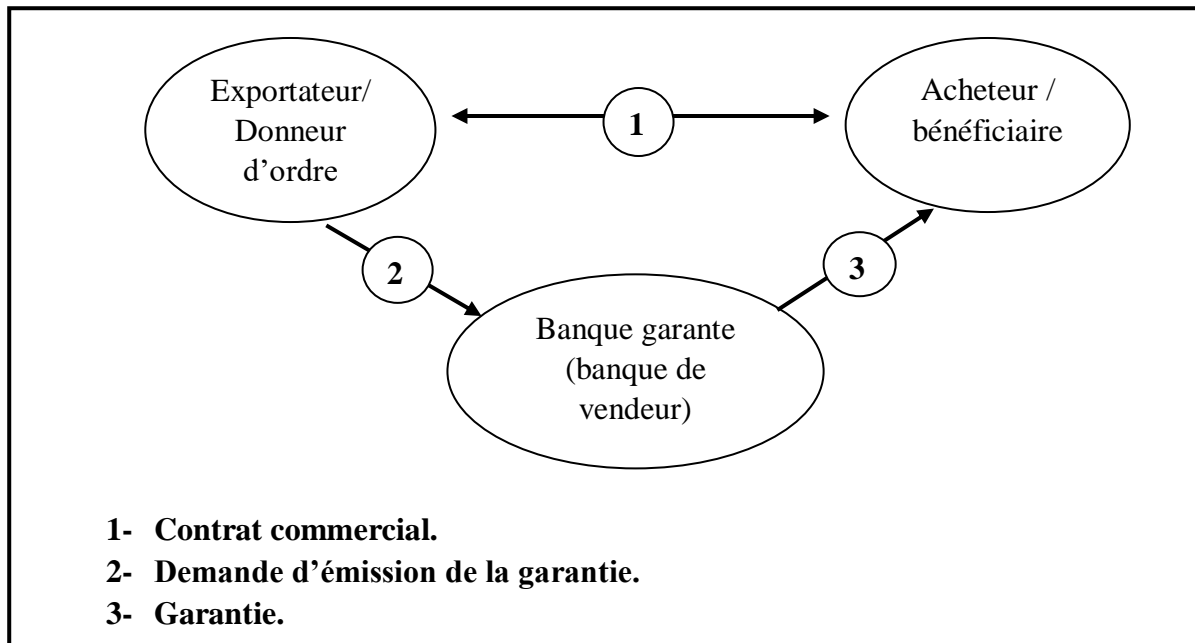 Exportateur/
Donneur
d’ordre
1
Acheteur /
bénéficiaire
2
3
Banque garante
(banque de
vendeur)
1- Contrat commercial.
2- Demande d’émission de la garantie.
3- Garantie.